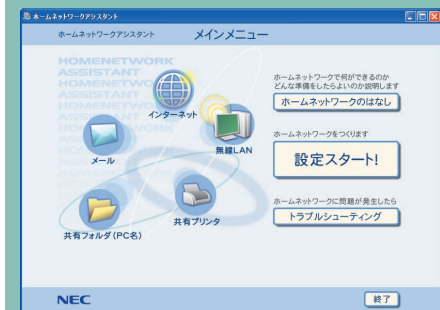 ホームネットワークアシスタント
ホームネットワークアシスタント
メインメニュー
HOMENETWORK
ASSISTANT
HOMENETWORK
ASSISTANT
インターネット
無線LAN
メール
共有プリンタ
共有フォルダ(PC名)
ホームネットワークで何ができるのか
どんな準備をしたらよいのか説明します
ホームネットワークのはなし
ホームネットワークをつくります
設定スタート!
ホームネットワークに問題が発生したら
トラブルシューティング
NEC
終了